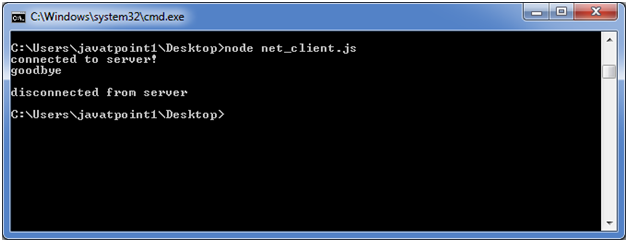 C:\Windows\system32\cmd.exe
C:\Users\javatpoint1\Desktop>node net_client.js
connected to server!
goodbye
disconnected from server
C:\Users\javatpoint1\Desktop>